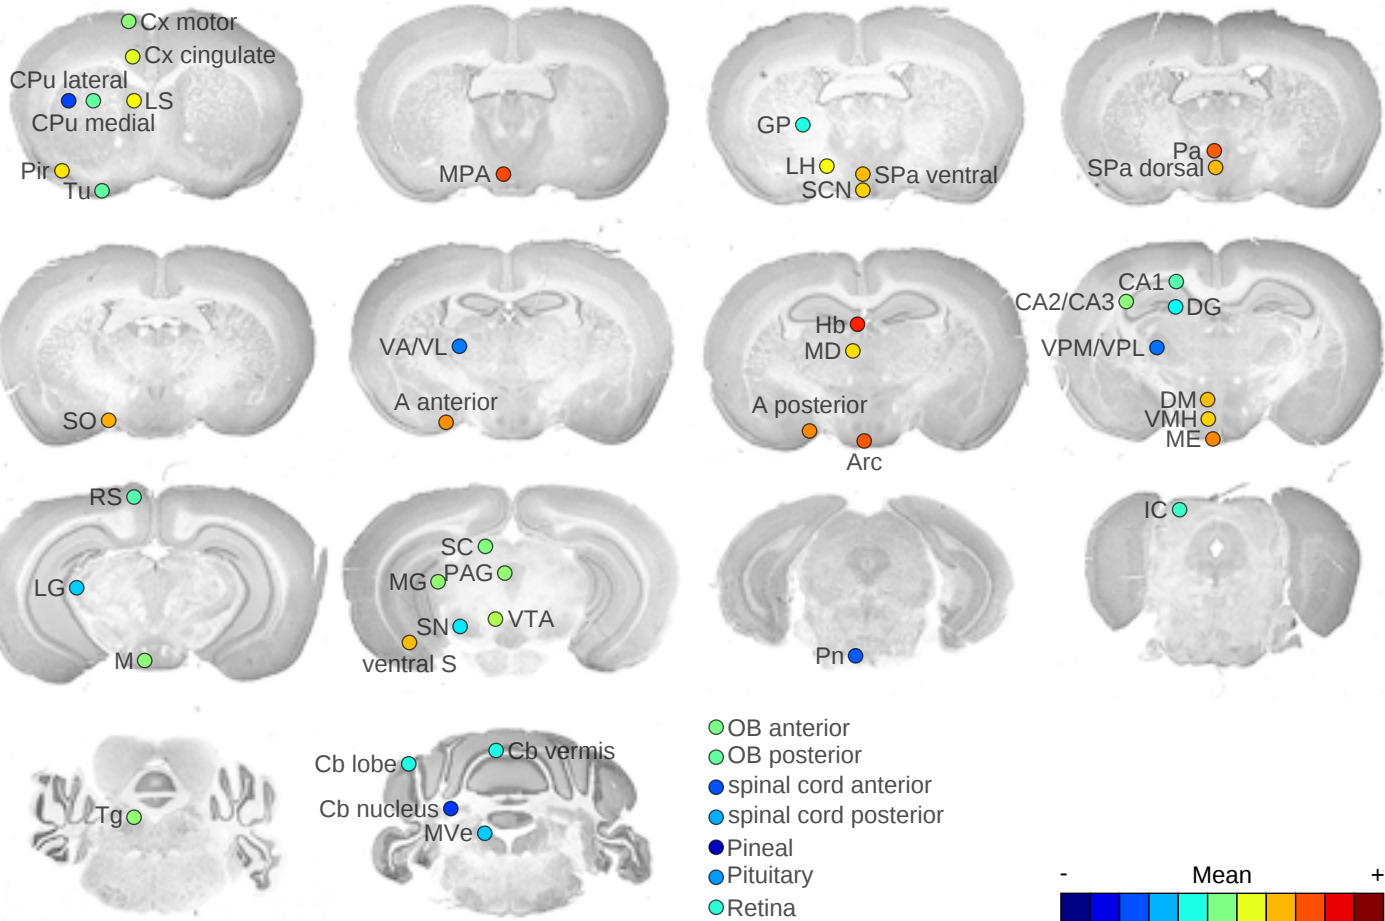 Cx motor
Cx cingulate
CPu lateral
LS
CPu medial
Pir
Tu
MPA
GP
LH
SPa ventral
SCN
Pa
SPa dorsal
SO
VA/VL
A anterior
Hb
MD
A posterior
Arc
CA1
CA2/CA3
DG
VPM/VPL
DM
VMH
ME
RS
LG
M
SC
MG
PAG
SN
VTA
ventral S
Pn
IC
Tg
Cb lobe
Cb vermis
Cb nucleus
MVe
OB anterior
OB posterior
spinal cord anterior
spinal cord posterior
Pineal
Pituitary
Retina
- Mean +